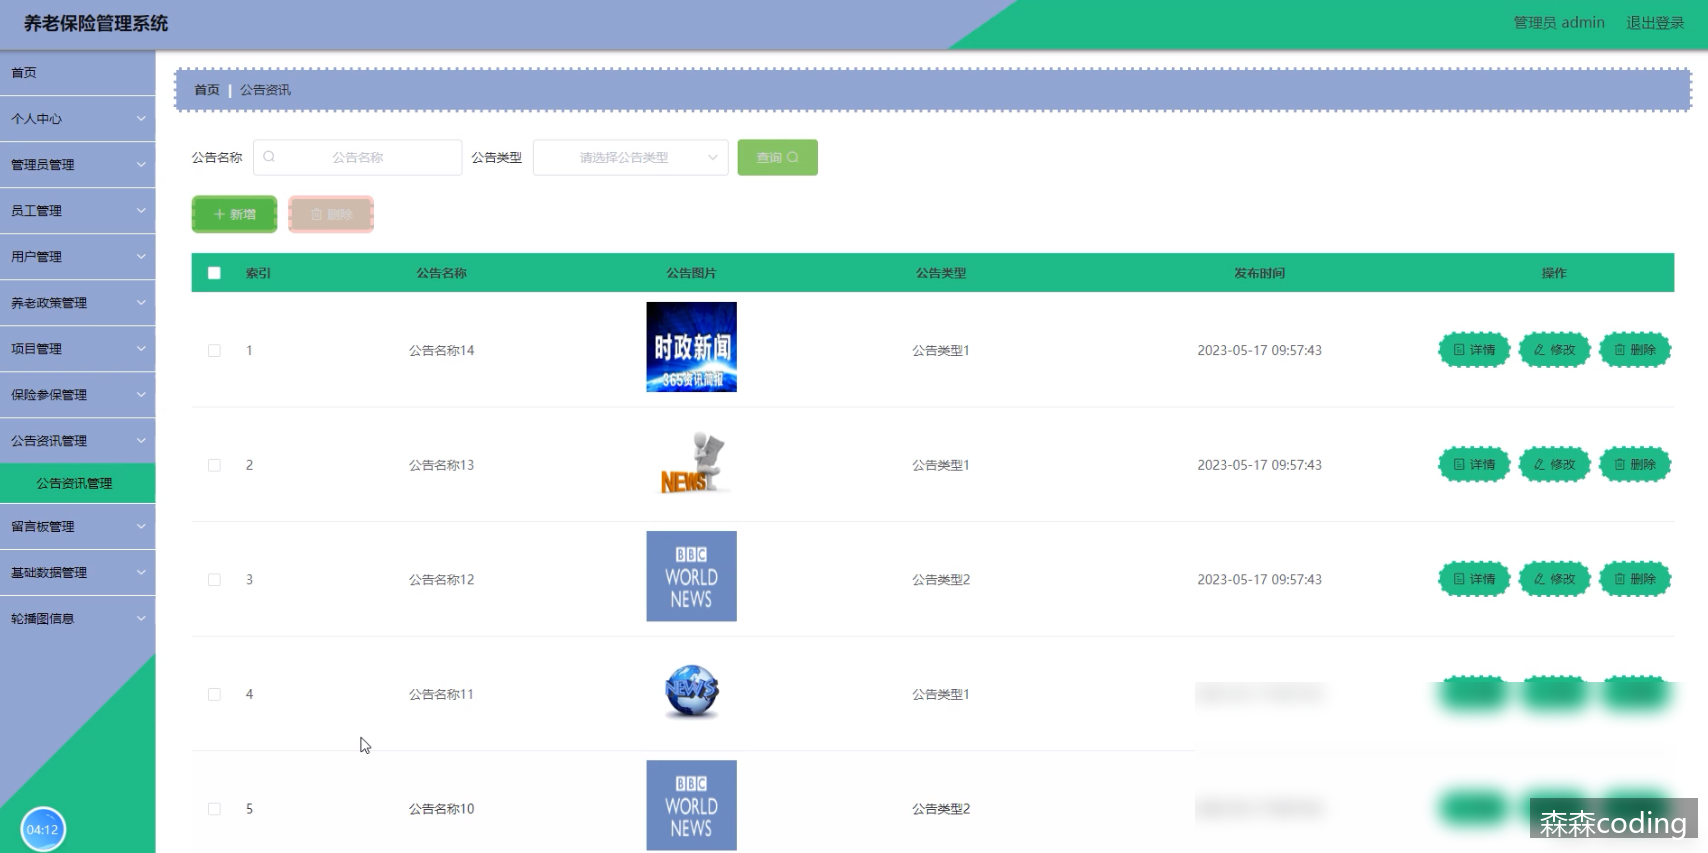 养老保险管理系统
管理员 admin 退出登录
首页
个人中心
管理员管理
员工管理
用户管理
养老政策管理
项目管理
保险参保管理
公告资讯管理
公告资讯管理
留言板管理
基础数据管理
轮播图信息
04:12
首页 | 公告资讯
公告名称 公告名称 公告类型 请选择公告类型 查询
新增 删除
索引 公告名称 公告图片 公告类型 发布时间 操作
时政新闻
365资讯简报
1 公告名称14 公告类型1 2023-05-17 09:57:43 详情 修改 删除
NEWS
2 公告名称13 公告类型1 2023-05-17 09:57:43 详情 修改 删除
BBC
WORLD
NEWS
3 公告名称12 公告类型2 2023-05-17 09:57:43 详情 修改 删除
NEWS
4 公告名称11 公告类型1
BBC
WORLD
NEWS
5 公告名称10 公告类型2
森森coding